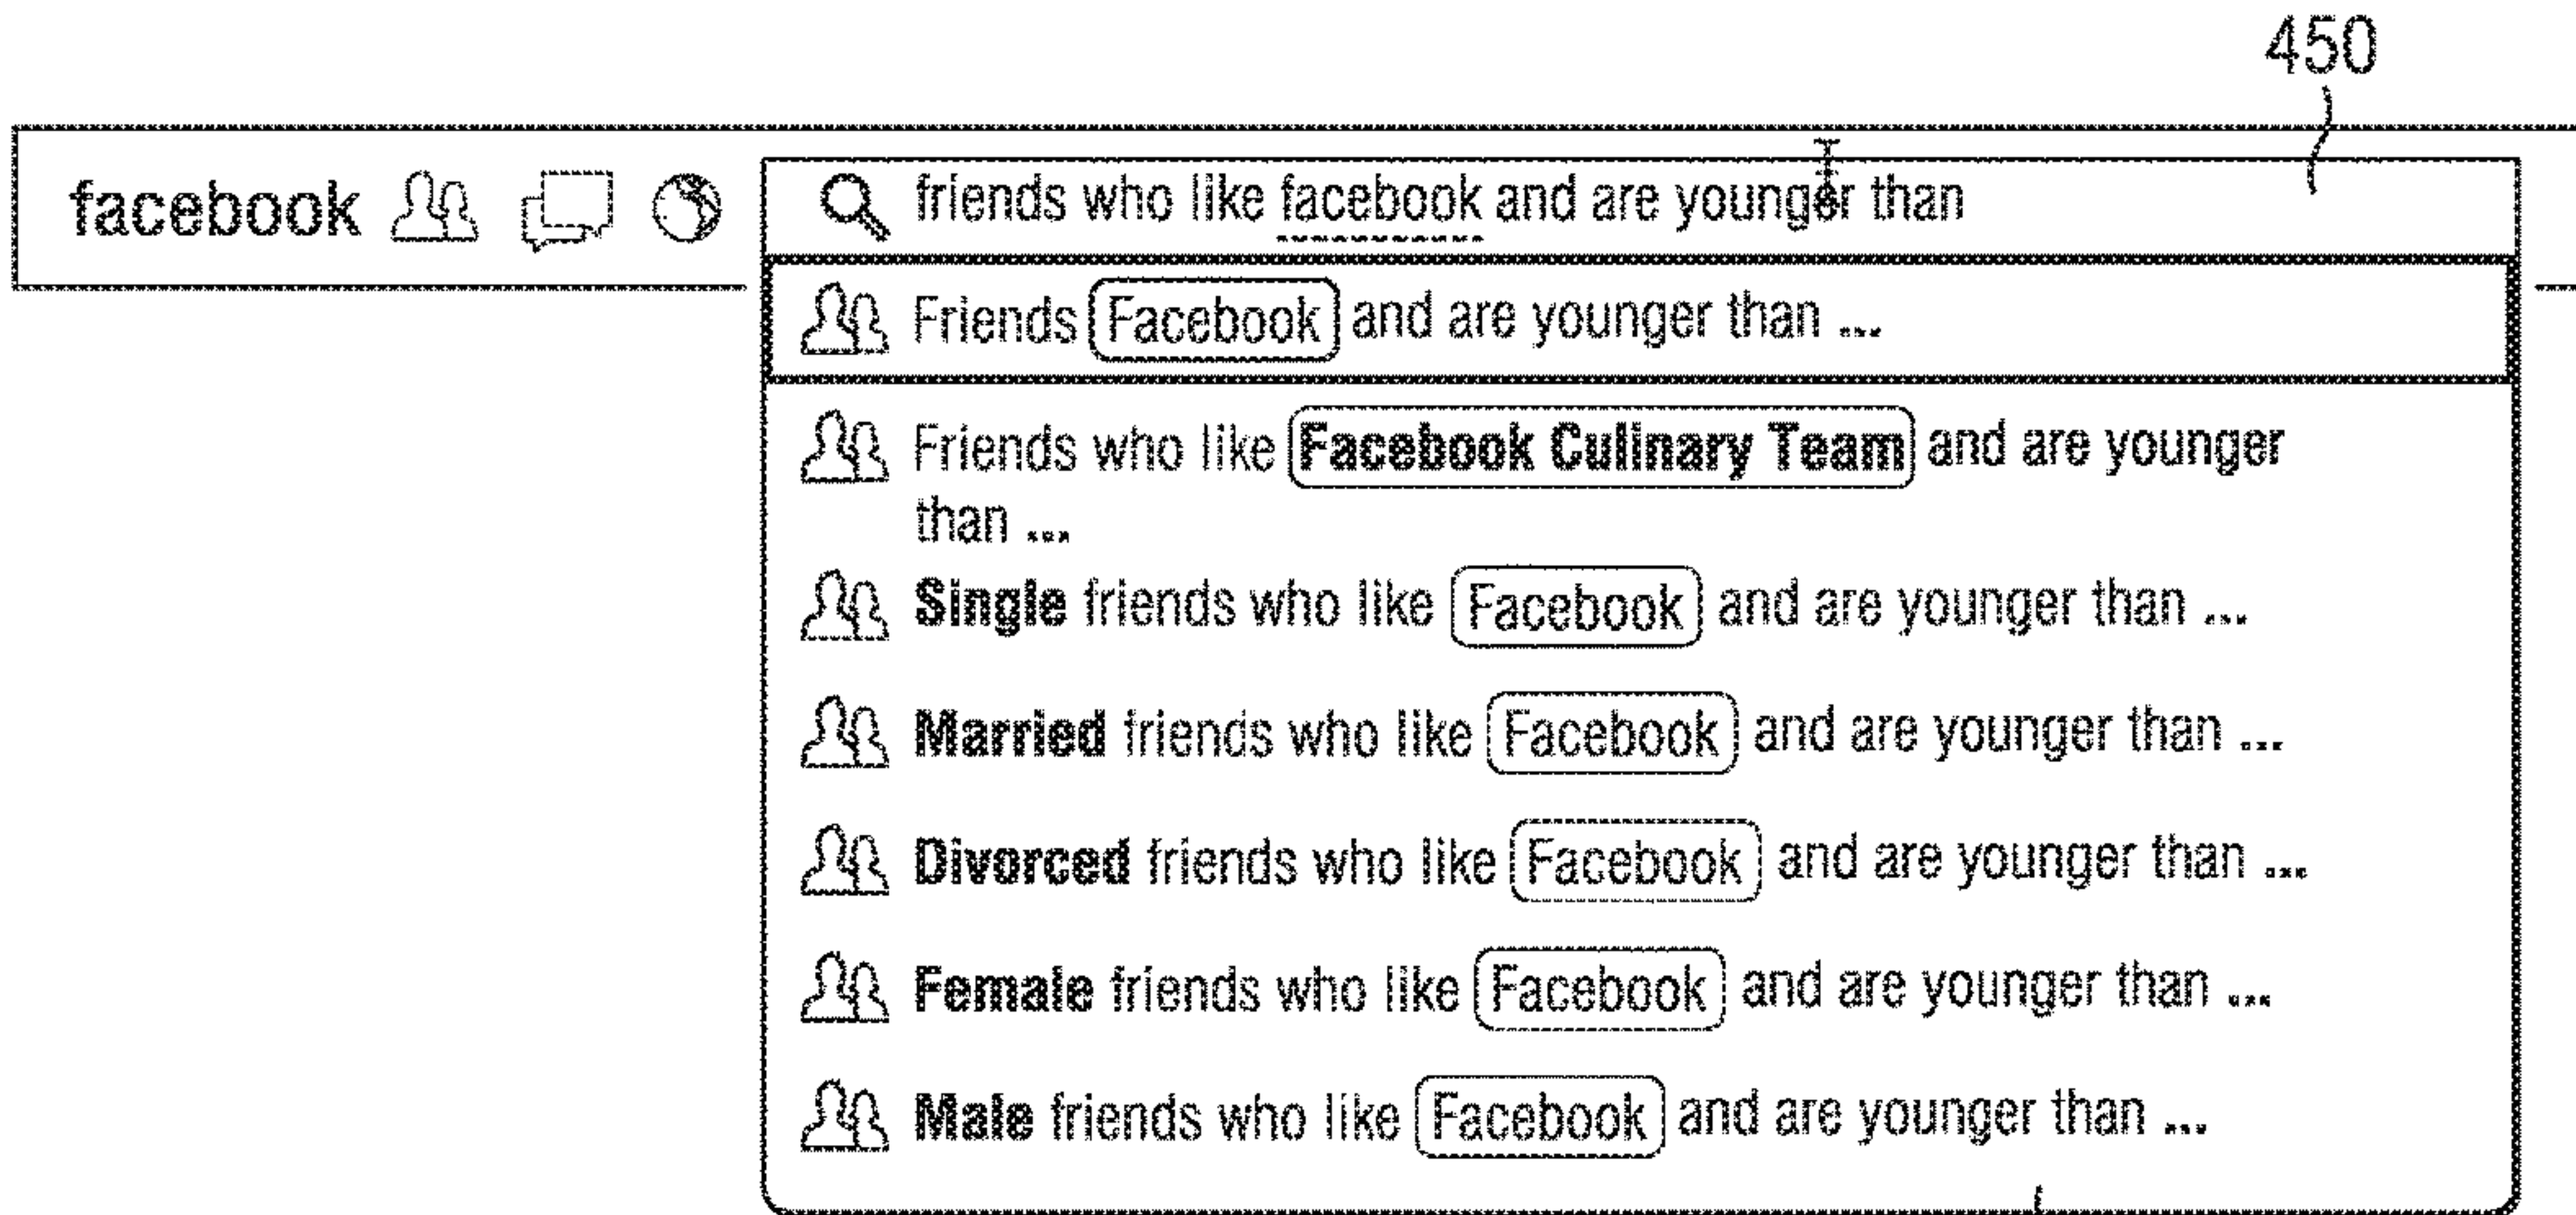 450
facebook
friends who like facebook and are younger than
Friends Facebook and are younger than ...
Friends who like Facebook Culinary Team and are younger
than ...
Single friends who like Facebook and are younger than ...
Married friends who like Facebook and are younger than ...
Divorced friends who like Facebook and are younger than ...
Female friends who like Facebook and are younger than ...
Male friends who like Facebook and are younger than ...